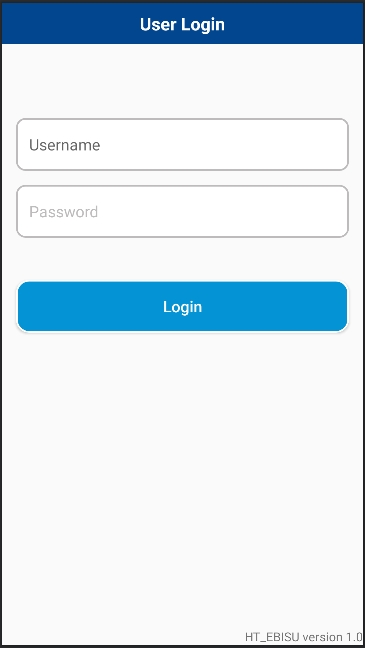 User Login
Username
Password
Login
HT_EBISU version 1.0